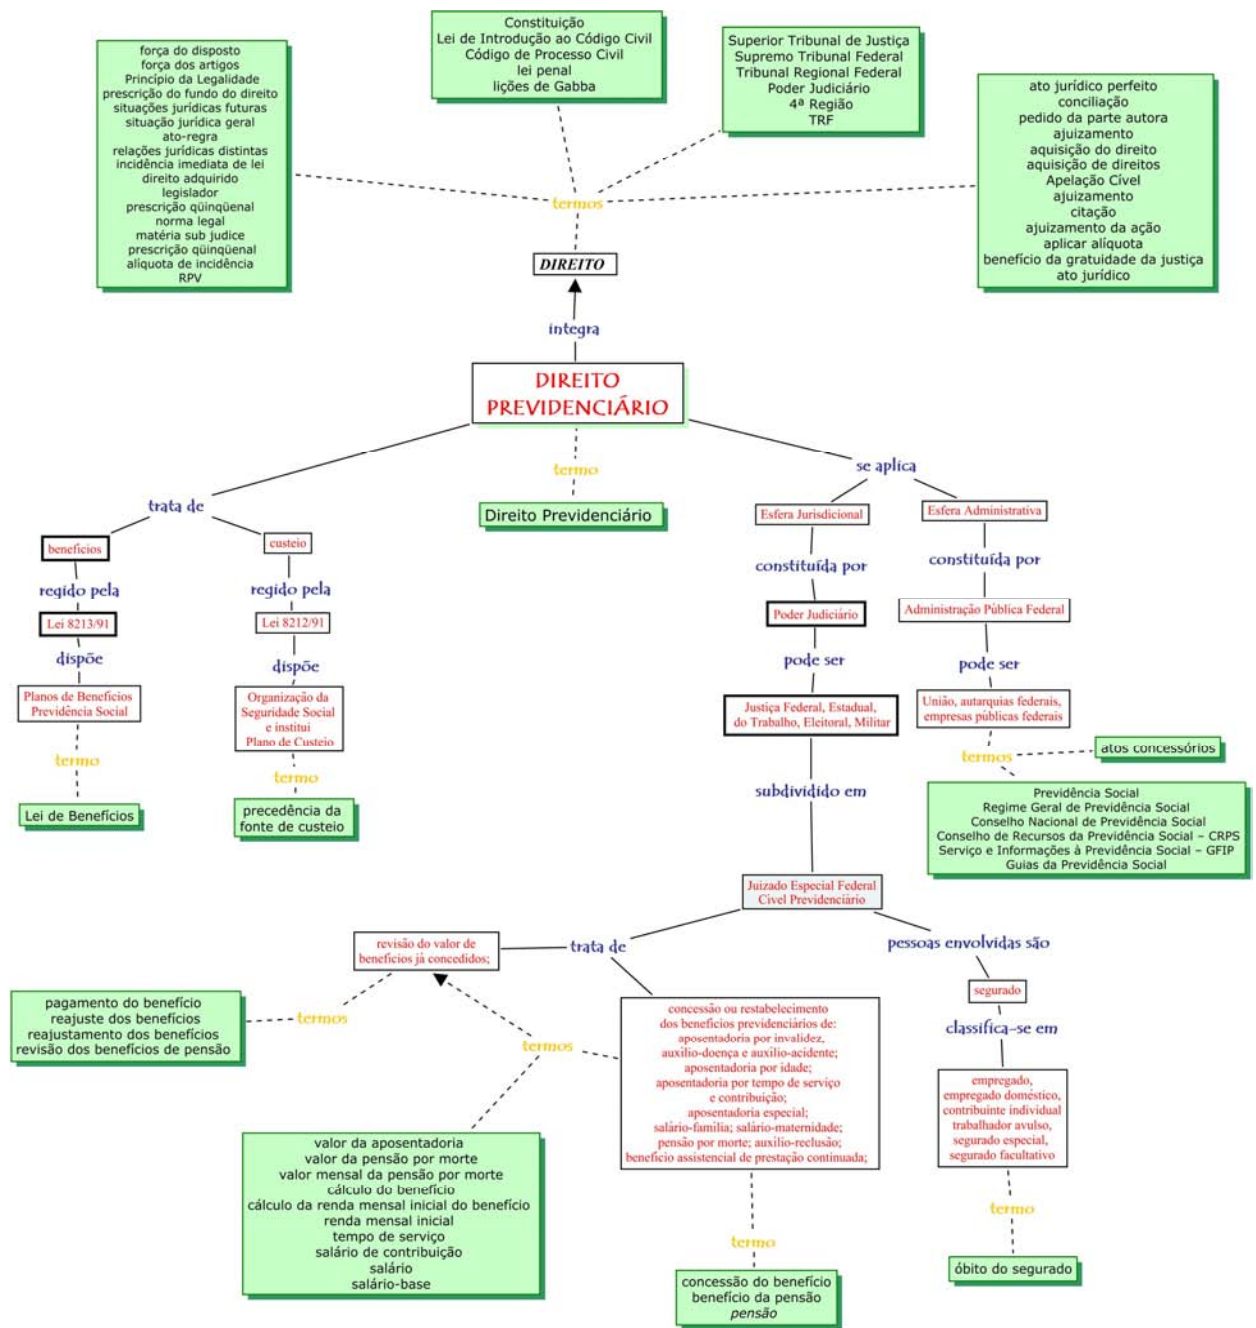 força do disposto
força dos artigos
Princípio da Legalidade
prescrição do fundo do direito
situações jurídicas futuras
situação jurídica geral
ato-regra
relações jurídicas distintas
incidência imediata de lei
direito adquirido
legislador
prescrição qüinqüenal
norma legal
matéria sub judice
prescrição qüinqüenal
alíquota de incidência
RPV
Constituição
Lei de Introdução ao Código Civil
Código de Processo Civil
lei penal
lições de Gabba
Superior Tribunal de Justiça
Supremo Tribunal Federal
Tribunal Regional Federal
Poder Judiciário
4ª Região
TRF
ato jurídico perfeito
conciliação
pedido da parte autora
ajuizamento
aquisição do direito
aquisição de direitos
Apelação Cível
ajuizamento
citação
ajuizamento da ação
aplicar alíquota
benefício da gratuidade da justiça
ato jurídico
termos
DIREITO
integra
DIREITO
PREVIDENCIÁRIO
termo
Direito Previdenciário
trata de
benefícios
regido pela
Lei 8213/91
dispõe
Planos de Benefícios
Previdência Social
termo
Lei de Benefícios
custeio
regido pela
Lei 8212/91
dispõe
Organização da
Seguridade Social
e institui
Plano de Custeio
termo
precedência da
fonte de custeio
se aplica
Esfera Jurisdicional
constituída por
Poder Judiciário
pode ser
Justiça Federal, Estadual,
do Trabalho, Eleitoral, Militar
subdividido em
Esfera Administrativa
constituída por
Administração Pública Federal
pode ser
União, autarquias federais,
empresas públicas federais
termos
atos concessórios
Previdência Social
Regime Geral de Previdência Social
Conselho Nacional de Previdência Social
Conselho de Recursos da Previdência Social – CRPS
Serviço e Informações à Previdência Social – GFIP
Guias da Previdência Social
Juizado Especial Federal
Cível Previdenciário
trata de
revisão do valor de
benefícios já concedidos;
termos
pagamento do benefício
reajuste dos benefícios
reajustamento dos benefícios
revisão dos benefícios de pensão
termos
valor da aposentadoria
valor da pensão por morte
valor mensal da pensão por morte
cálculo do benefício
cálculo da renda mensal inicial do benefício
renda mensal inicial
tempo de serviço
salário de contribuição
salário
salário-base
concessão ou restabelecimento
dos benefícios previdenciários de:
aposentadoria por invalidez,
auxílio-doença e auxílio-acidente;
aposentadoria por idade;
aposentadoria por tempo de serviço
e contribuição;
aposentadoria especial;
salário-família; salário-maternidade;
pensão por morte; auxílio-reclusão;
benefício assistencial de prestação continuada;
termo
concessão do benefício
benefício da pensão
pensão
pessoas envolvidas são
segurado
classifica-se em
empregado,
empregado doméstico,
contribuinte individual
trabalhador avulso,
segurado especial,
segurado facultativo
termo
óbito do segurado